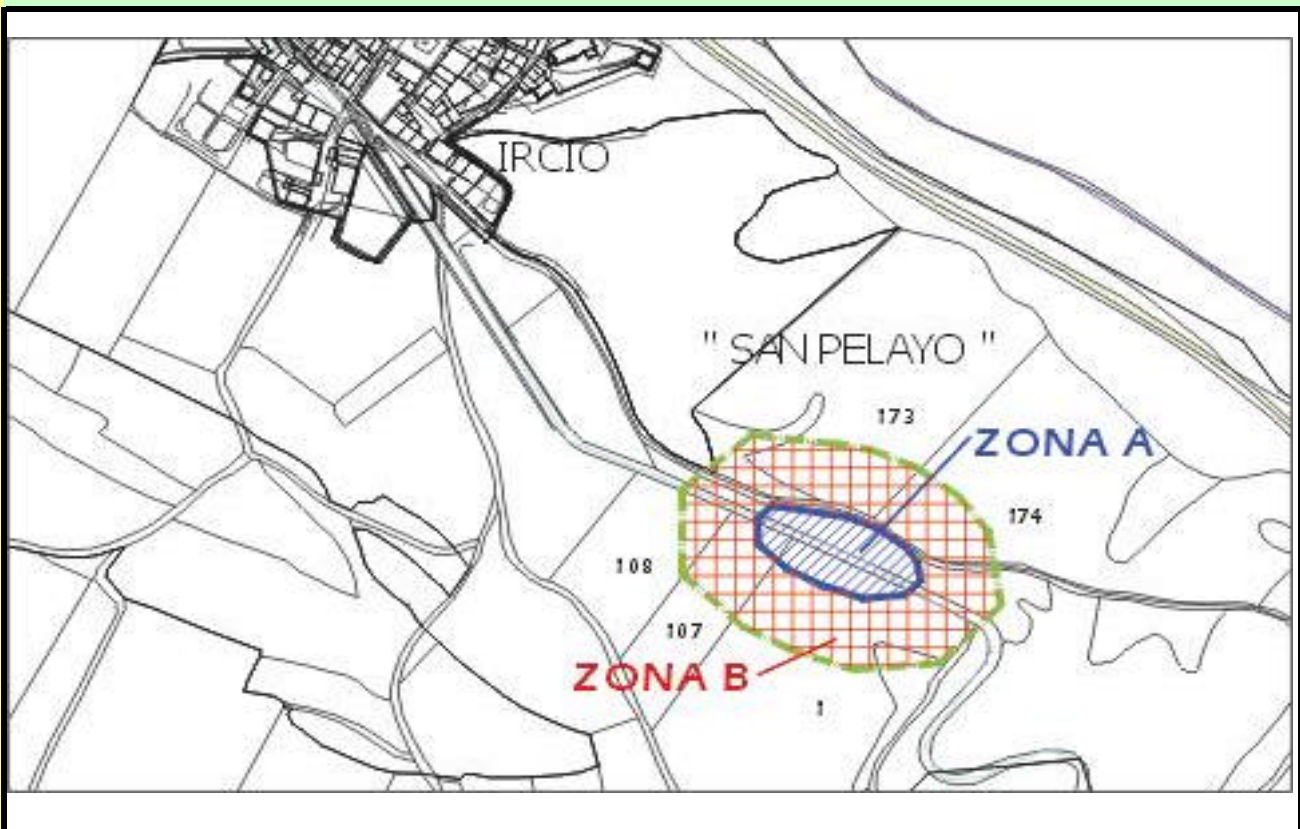 IRCIO
" SAN PELAYO "
173
ZONA A
174
108
107
ZONA B
1